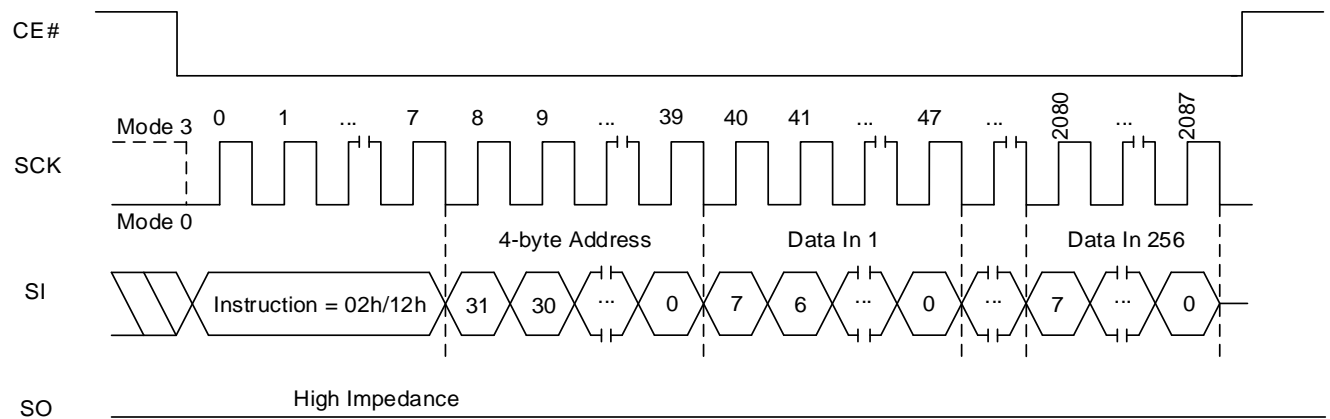 CE#
0 1 ... 7 8 9 ... 39 40 41 ... 47 ... 2080 ... 2087
Mode 3
SCK
Mode 0
4-byte Address Data In 1 Data In 256
SI
Instruction = 02h/12h 31 30 ... 0 7 6 ... 0 ... 7 ... 0
High Impedance
SO